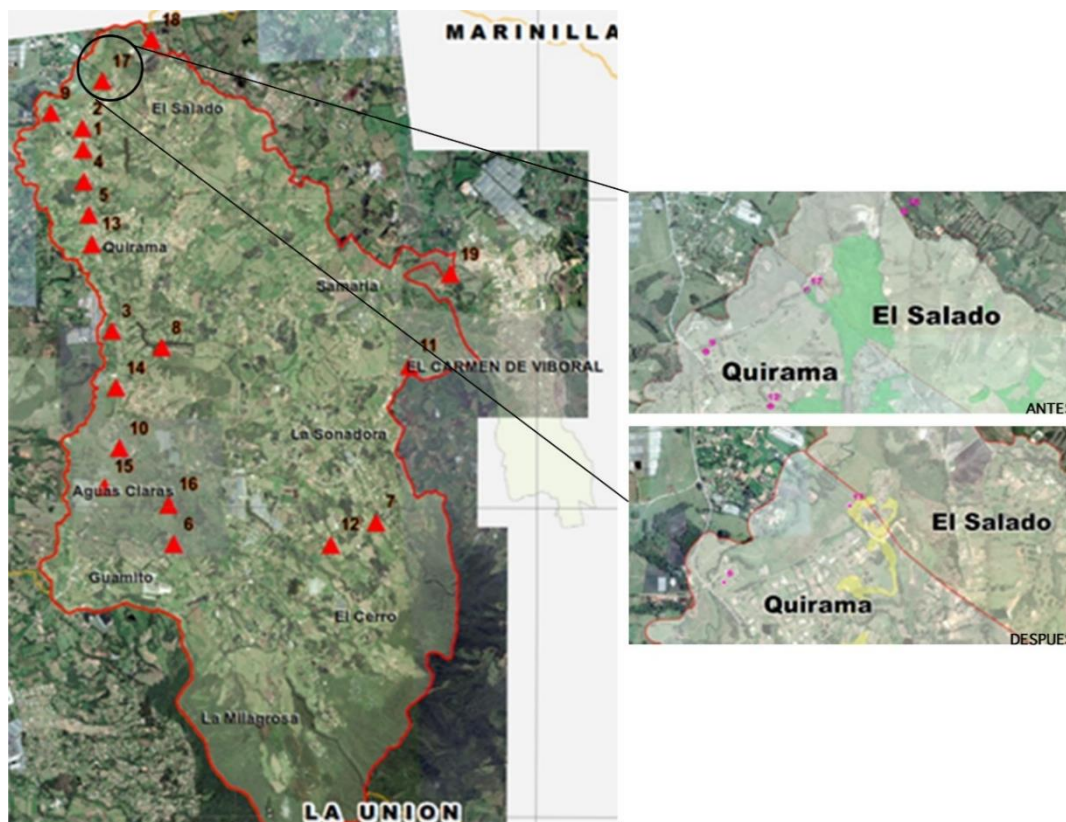 18
MARINILLA
17
9
2
El Salado
1
4
5
13
Quirama
19
Samaria
3
8
11
14
EL CARMEN DE VIBORAL
La Sonadora
10
15
Aguas Claras
16
7
6
12
Guamito
El Cerro
La Milagrosa
LA UNION
El Salado
Quirama
ANTES
El Salado
Quirama
DESPUES